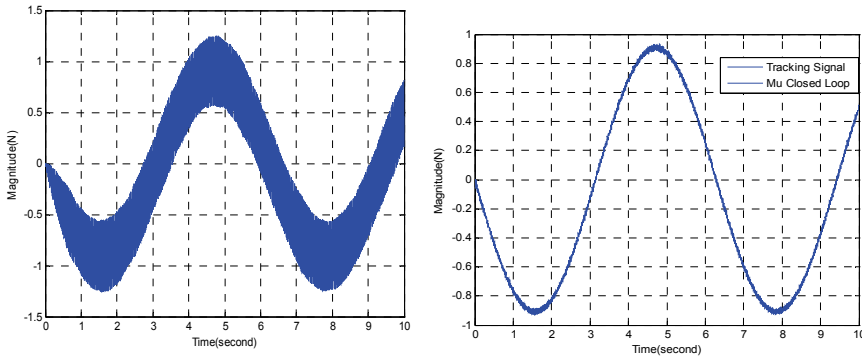 1.5
1
0.5
0
-0.5
-1
-1.5
Magnitude(N)
0 1 2 3 4 5 6 7 8 9 10
Time(second)
1
0.8
0.6
0.4
0.2
0
-0.2
-0.4
-0.6
-0.8
-1
Magnitude(N)
Tracking Signal
Mu Closed Loop
0 1 2 3 4 5 6 7 8 9 10
Time(second)